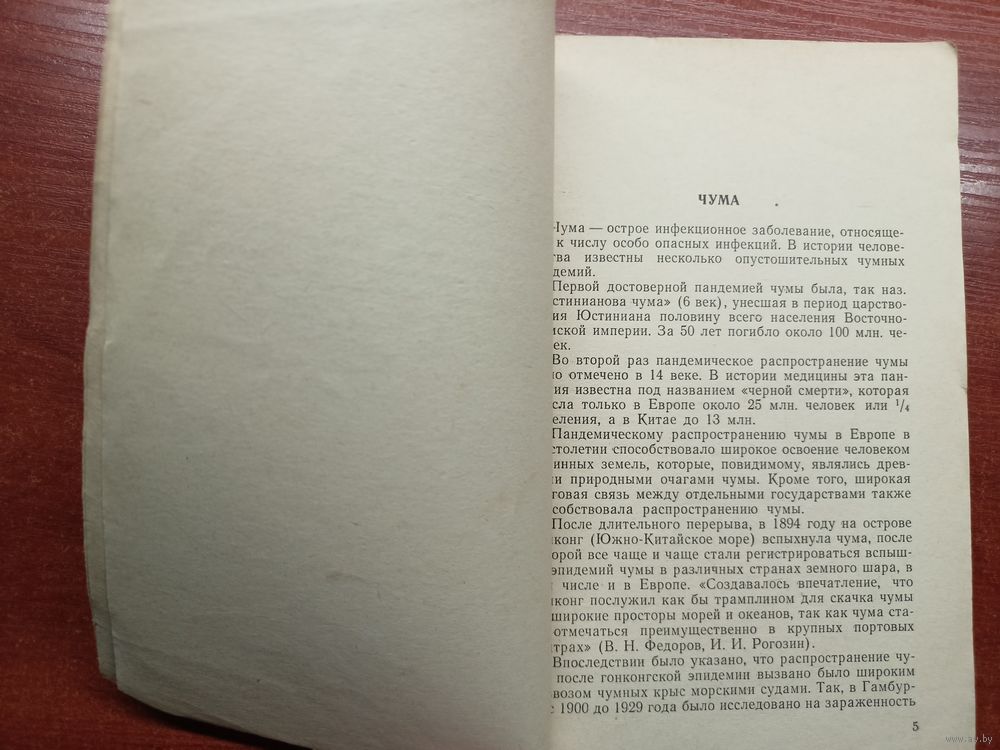 ЧУМА
Чума — острое инфекционное заболевание, относяще-
к числу особо опасных инфекций. В истории челове-
ва известны несколько опустошительных чумных
демий.
Первой достоверной пандемией чумы была, так наз.
стинианова чума» (6 век), унесшая в период царство-
ия Юстиниана половину всего населения Восточно-
мской империи. За 50 лет погибло около 100 млн. че-
ек.
Во второй раз пандемическое распространение чумы
ло отмечено в 14 веке. В истории медицины эта пан-
ия известна под названием «черной смерти», которая
сла только в Европе около 25 млн. человек или 1/4
еления, а в Китае до 13 млн.
Пандемическому распространению чумы в Европе в
столетии способствовало широкое освоение человеком
инных земель, которые, повидимому, являлись древ-
и природными очагами чумы. Кроме того, широкая
говая связь между отдельными государствами также
обствовала распространению чумы.
После длительного перерыва, в 1894 году на острове
нконг (Южно-Китайское море) вспыхнула чума, после
орой все чаще и чаще стали регистрироваться вспыш-
эпидемий чумы в различных странах земного шара, в
числе и в Европе. «Создавалось впечатление, что
нконг послужил как бы трамплином для скачка чумы
широкие просторы морей и океанов, так как чума ста-
отмечаться преимущественно в крупных портовых
трах» (В. Н. Федоров, И. И. Рогозин).
Впоследствии было указано, что распространение чу-
после гонконгской эпидемии вызвано было широким
возом чумных крыс морскими судами. Так, в Гамбур-
с 1900 до 1929 года было исследовано на зараженность
5
www.ay.by